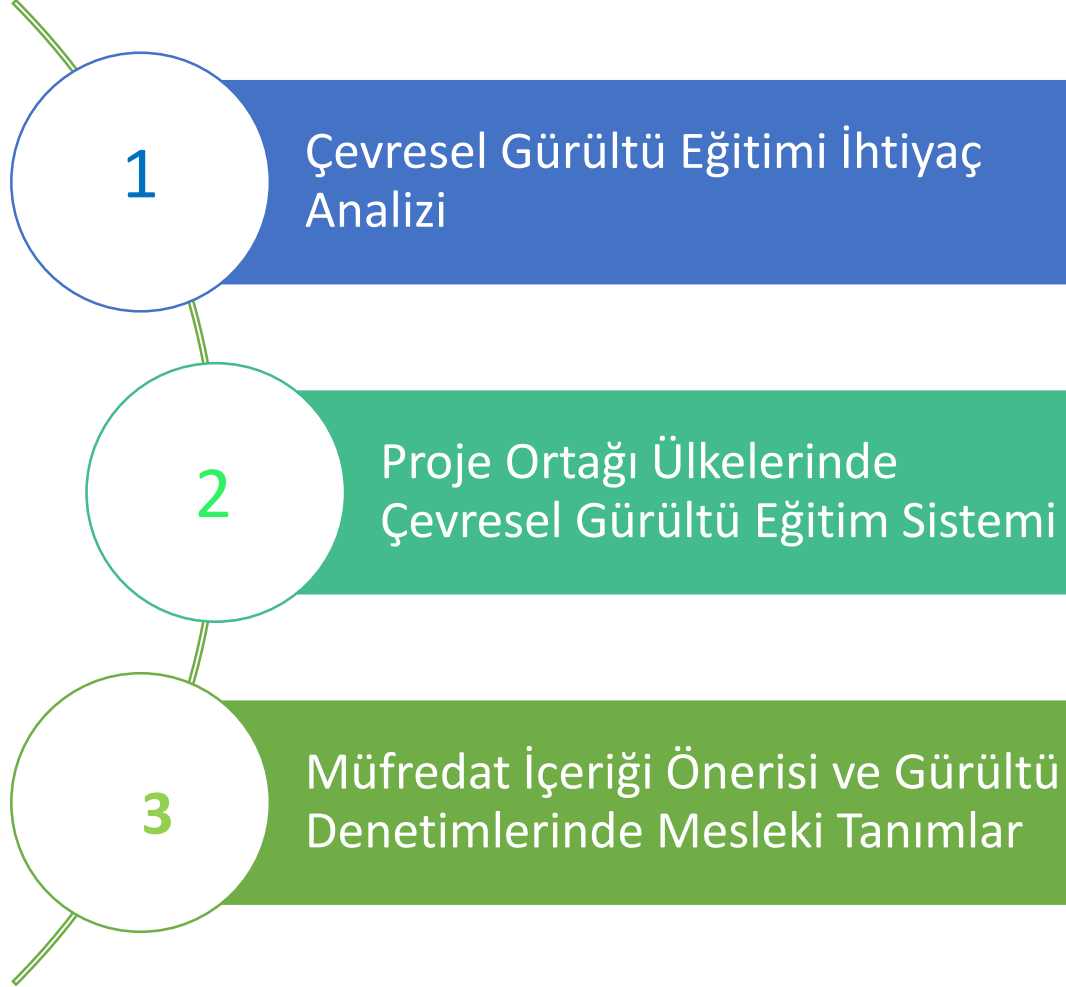 1
Çevresel Gürültü Eğitimi İhtiyaç
Analizi
2
Proje Ortağı Ülkelerinde
Çevresel Gürültü Eğitim Sistemi
3
Müfredat İçeriği Önerisi ve Gürültü
Denetimlerinde Mesleki Tanımlar